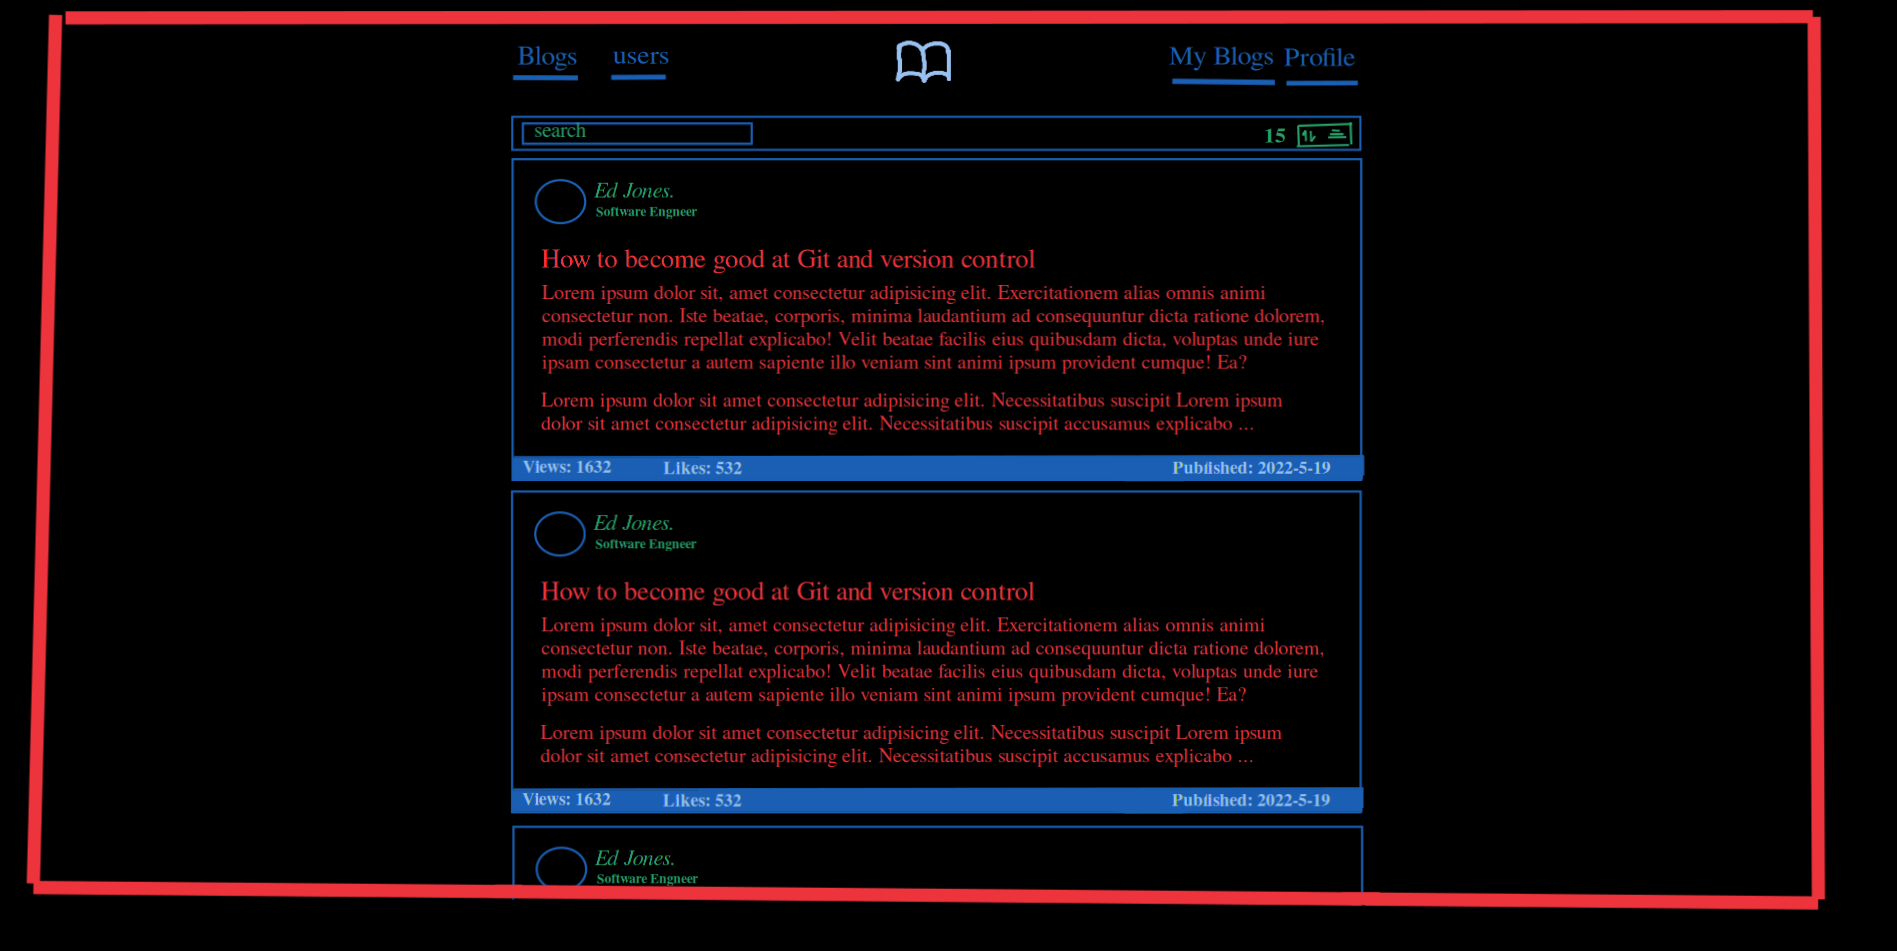 Blogs users My Blogs Profile
search 15
Ed Jones.
Software Engneer
How to become good at Git and version control
Lorem ipsum dolor sit, amet consectetur adipisicing elit. Exercitationem alias omnis animi
consectetur non. Iste beatae, corporis, minima laudantium ad consequuntur dicta ratione dolorem,
modi perferendis repellat explicabo! Velit beatae facilis eius quibusdam dicta, voluptas unde iure
ipsam consectetur a autem sapiente illo veniam sint animi ipsum provident cumque! Ea?
Lorem ipsum dolor sit amet consectetur adipisicing elit. Necessitatibus suscipit Lorem ipsum
dolor sit amet consectetur adipisicing elit. Necessitatibus suscipit accusamus explicabo ...
Views: 1632 Likes: 532 Published: 2022-5-19
Ed Jones.
Software Engneer
How to become good at Git and version control
Lorem ipsum dolor sit, amet consectetur adipisicing elit. Exercitationem alias omnis animi
consectetur non. Iste beatae, corporis, minima laudantium ad consequuntur dicta ratione dolorem,
modi perferendis repellat explicabo! Velit beatae facilis eius quibusdam dicta, voluptas unde iure
ipsam consectetur a autem sapiente illo veniam sint animi ipsum provident cumque! Ea?
Lorem ipsum dolor sit amet consectetur adipisicing elit. Necessitatibus suscipit Lorem ipsum
dolor sit amet consectetur adipisicing elit. Necessitatibus suscipit accusamus explicabo ...
Views: 1632 Likes: 532 Published: 2022-5-19
Ed Jones.
Software Engneer